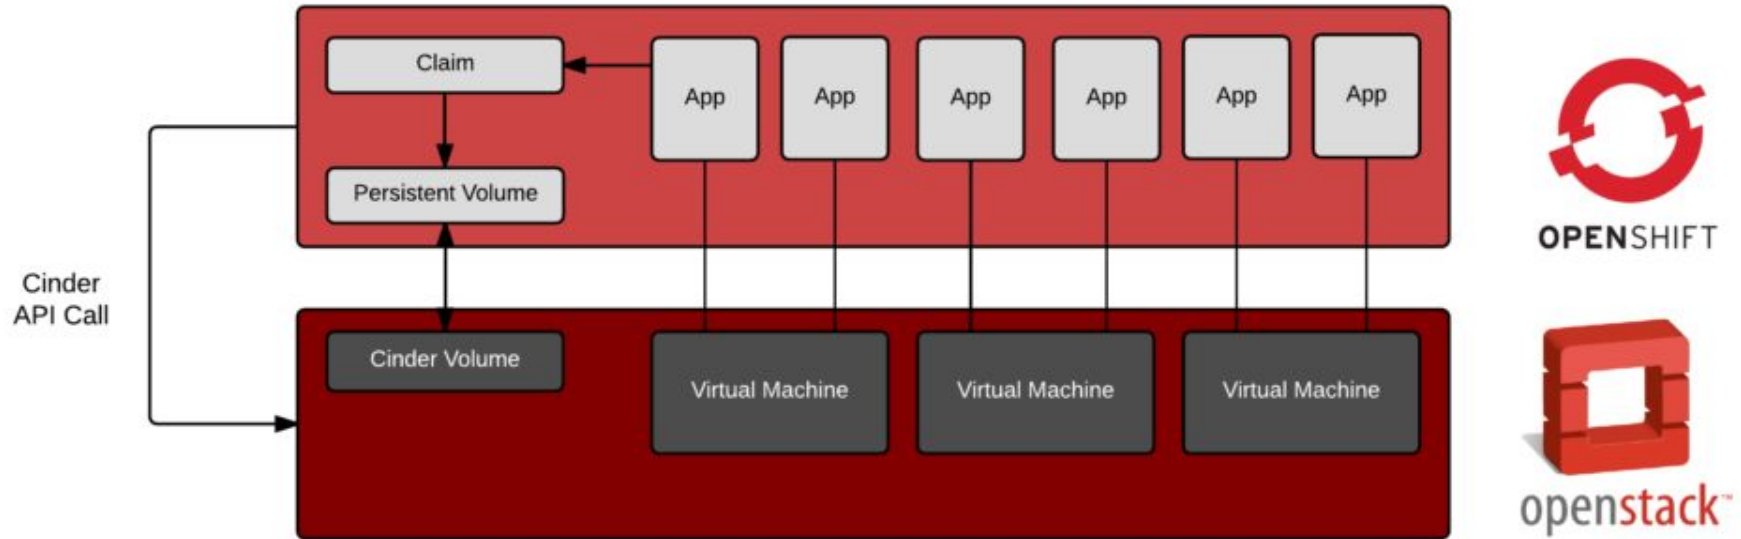 Claim
App
App
App
App
App
App
Persistent Volume
OPENSHIFT
Cinder
API Call
Cinder Volume
Virtual Machine
Virtual Machine
Virtual Machine
openstack™